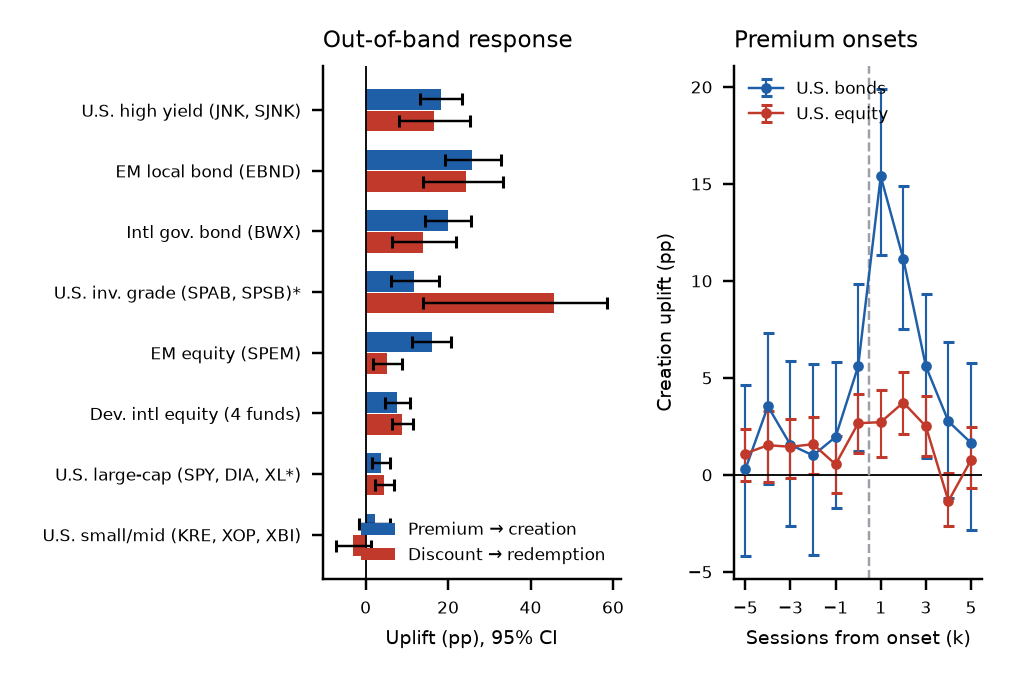 Out-of-band response
U.S. high yield (JNK, SJNK)
EM local bond (EBND)
Intl gov. bond (BWX)
U.S. inv. grade (SPAB, SPSB)*
EM equity (SPEM)
Dev. intl equity (4 funds)
U.S. large-cap (SPY, DIA, XL*)
U.S. small/mid (KRE, XOP, XBI)
Premium → creation
Discount → redemption
0 20 40 60
Uplift (pp), 95% CI
Premium onsets
U.S. bonds
U.S. equity
Creation uplift (pp)
20
15
10
5
0
−5
−5 −3 −1 1 3 5
Sessions from onset (k)